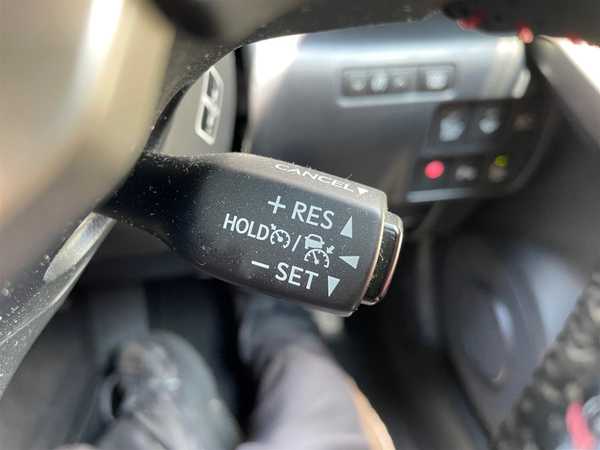 CANCEL▼
+ RES ▲
HOLD / ◀
− SET ▼